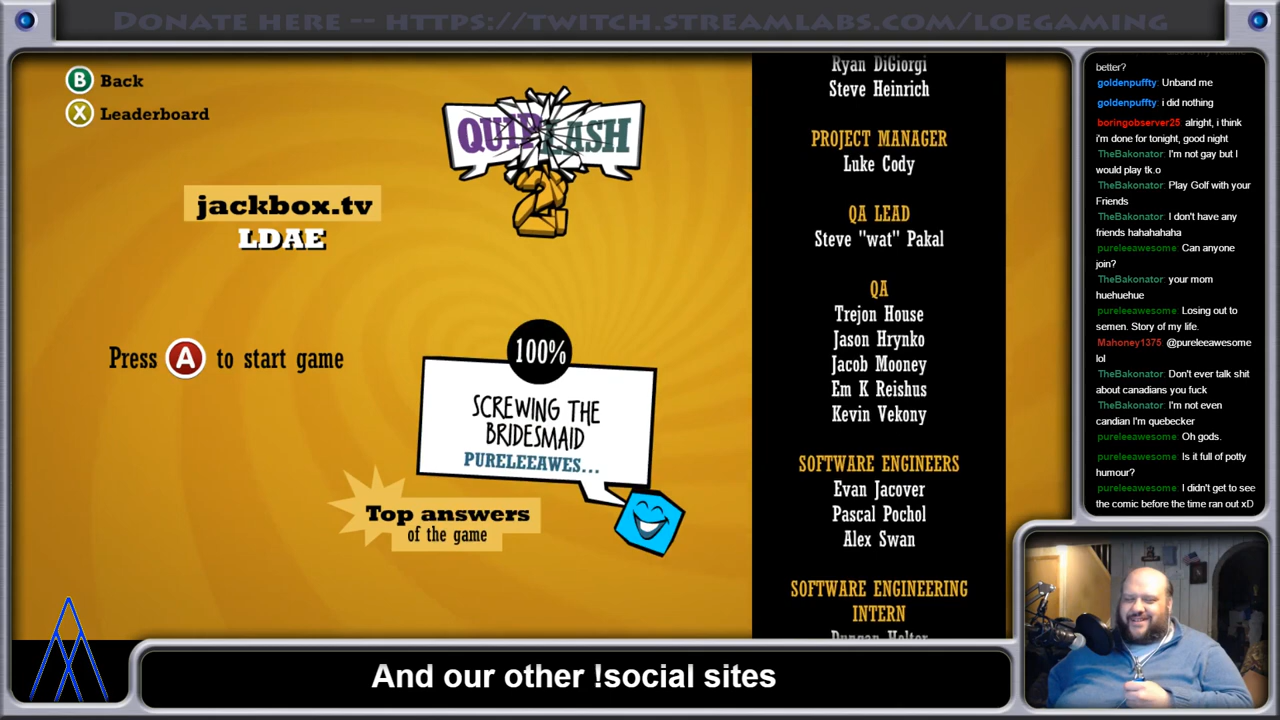 Donate here -- https://twitch.streamlabs.com/loegaming
B Back
X Leaderboard
jackbox.tv
LDAE
Press A to start game
QUIPLASH
2
100%
SCREWING THE
BRIDESMAID
PURELEEAWES...
Top answers
of the game
Ryan DiGiorgi
Steve Heinrich
PROJECT MANAGER
Luke Cody
QA LEAD
Steve "wat" Pakal
QA
Trejon House
Jason Hrynko
Jacob Mooney
Em K Reishus
Kevin Vekony
SOFTWARE ENGINEERS
Evan Jacover
Pascal Pochol
Alex Swan
SOFTWARE ENGINEERING
INTERN
better?
goldenpuffty: Unband me
goldenpuffty: i did nothing
boringobserver25 alright, i think
i'm done for tonight, good night
TheBakonator: I'm not gay but I
would play tk.o
TheBakonator: Play Golf with your
Friends
TheBakonator: I don't have any
friends hahahahaha
pureleeawesome: Can anyone
join?
TheBakonator: your mom
huehuehue
pureleeawesome: Losing out to
semen. Story of my life.
Mahoney1375 @pureleeawesome
lol
TheBakonator: Don't ever talk shit
about canadians you fuck
TheBakonator: I'm not even
candian I'm quebecker
pureleeawesome: Oh gods.
pureleeawesome: Is it full of potty
humour?
pureleeawesome: I didn't get to see
the comic before the time ran out xD
And our other !social sites